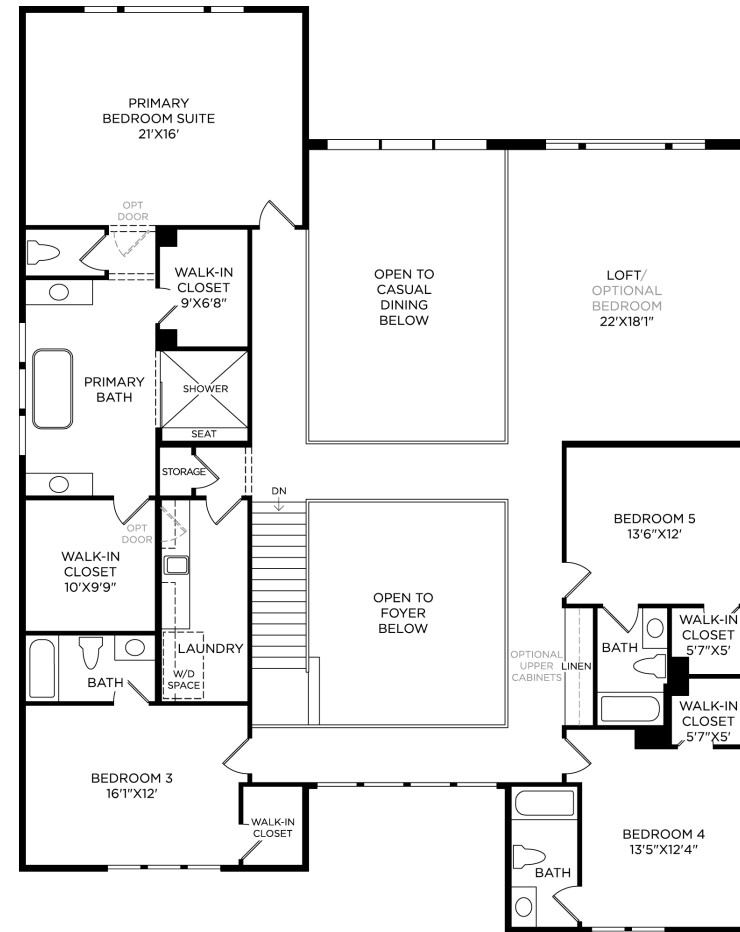 PRIMARY
BEDROOM SUITE
21'X16'
OPT
DOOR
WALK-IN
CLOSET
9'X6'8"
OPEN TO
CASUAL
DINING
BELOW
LOFT/
OPTIONAL
BEDROOM
22'X18'1"
PRIMARY
BATH
SHOWER
SEAT
STORAGE
DN
OPT
DOOR
WALK-IN
CLOSET
10'X9'9"
BEDROOM 5
13'6"X12'
OPEN TO
FOYER
BELOW
LAUNDRY
W/D
SPACE
BATH
OPTIONAL
UPPER
CABINETS
LINEN
BATH
WALK-IN
CLOSET
5'7"X5'
WALK-IN
CLOSET
5'7"X5'
BEDROOM 3
16'1"X12'
WALK-IN
CLOSET
BEDROOM 4
13'5"X12'4"
BATH